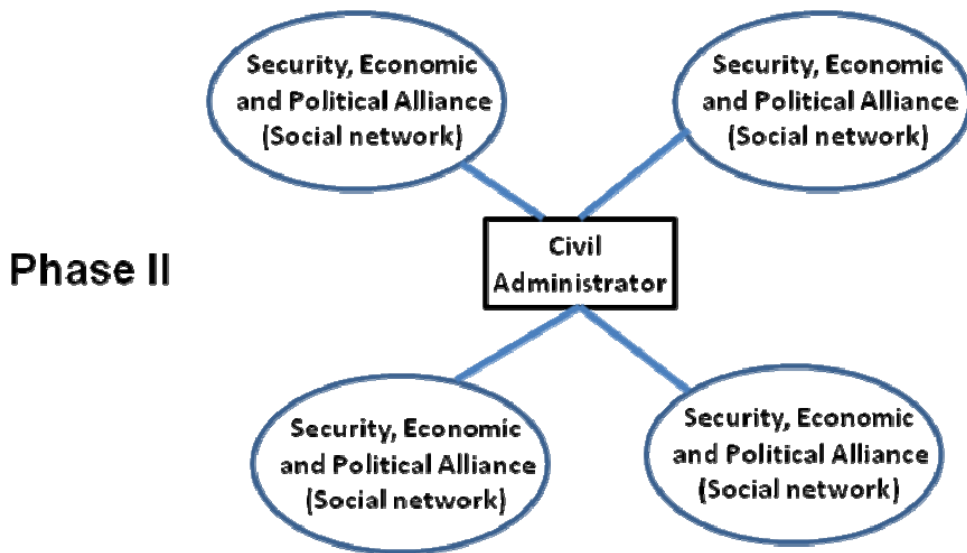 Security, Economic
and Political Alliance
(Social network)
Security, Economic
and Political Alliance
(Social network)
Phase II
Civil
Administrator
Security, Economic
and Political Alliance
(Social network)
Security, Economic
and Political Alliance
(Social network)